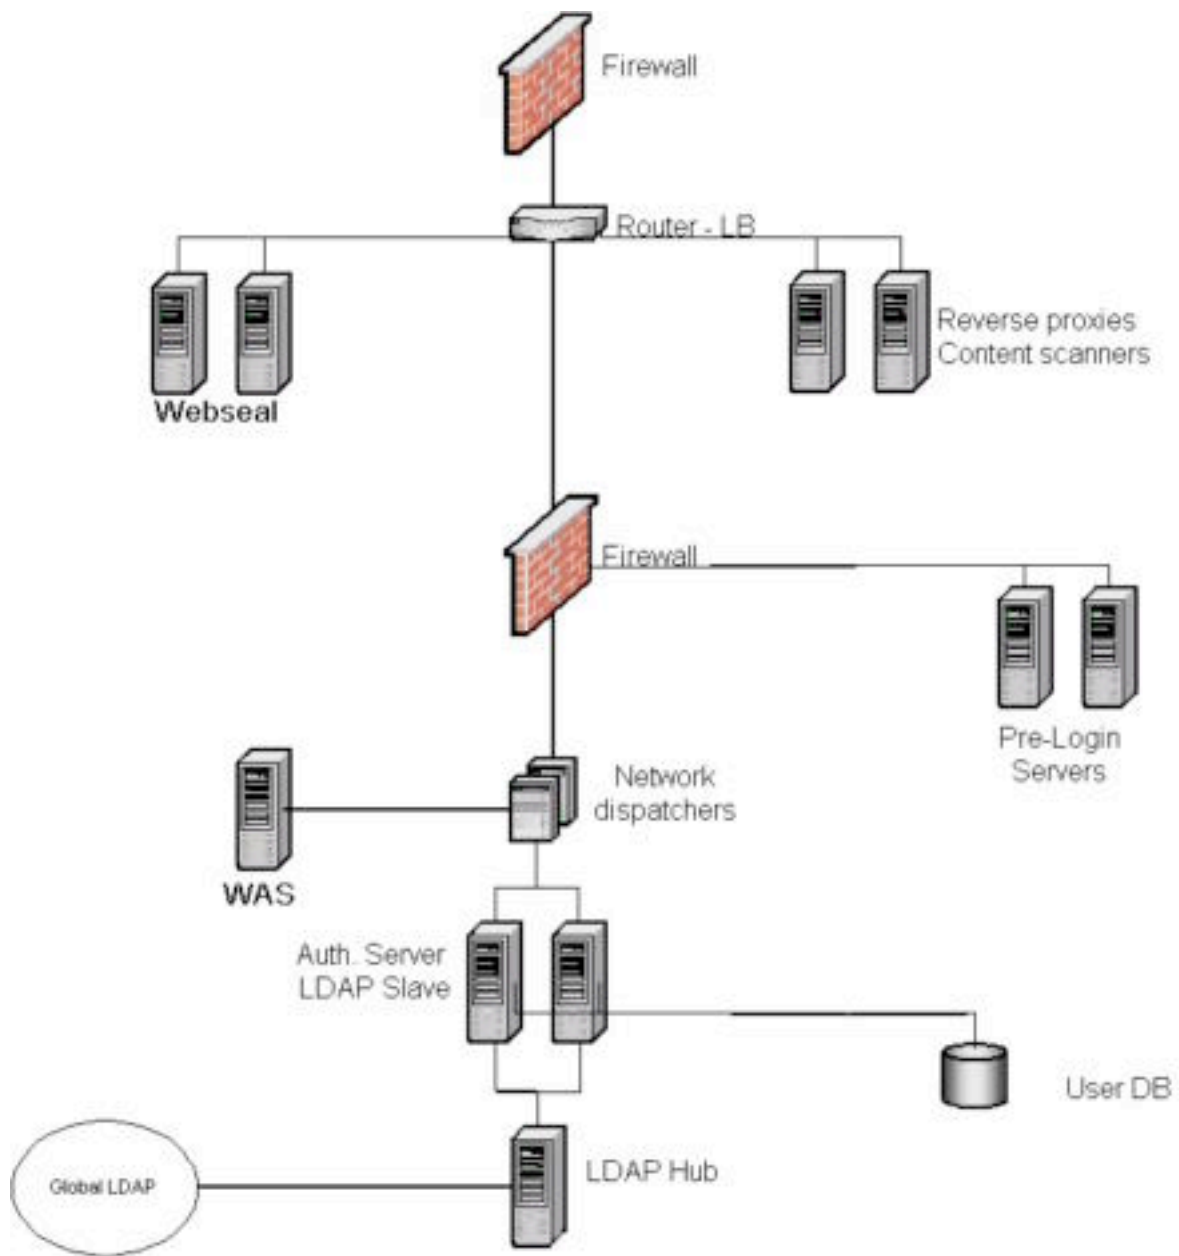 Firewall
Router - LB
Webseal
Reverse proxies
Content scanners
Firewall
Pre-Login
Servers
Network
dispatchers
WAS
Auth. Server
LDAP Slave
User DB
LDAP Hub
Global LDAP